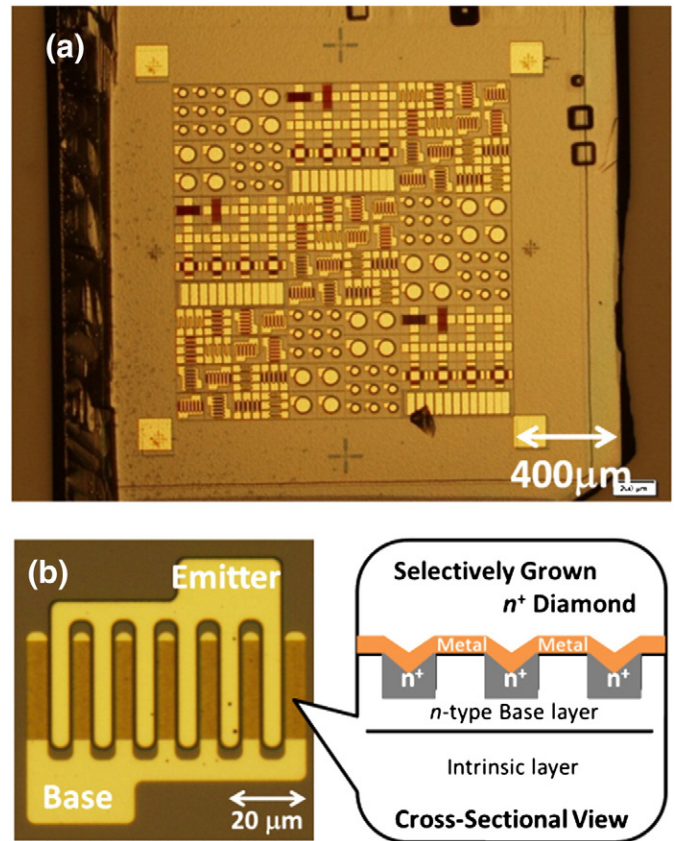 (a)
400μm
(b)
Emitter
Base
20 μm
Selectively Grown
n⁺ Diamond
Metal Metal
n⁺ n⁺ n⁺
n-type Base layer
Intrinsic layer
Cross-Sectional View